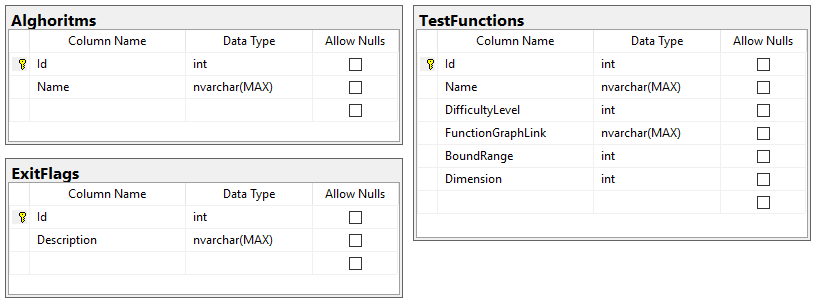 Alghoritms
Column Name Data Type Allow Nulls
Id int
Name nvarchar(MAX)
ExitFlags
Column Name Data Type Allow Nulls
Id int
Description nvarchar(MAX)
TestFunctions
Column Name Data Type Allow Nulls
Id int
Name nvarchar(MAX)
DifficultyLevel int
FunctionGraphLink nvarchar(MAX)
BoundRange int
Dimension int